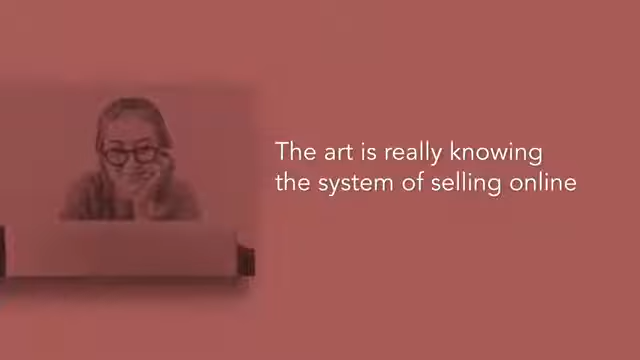 The art is really knowing
the system of selling online